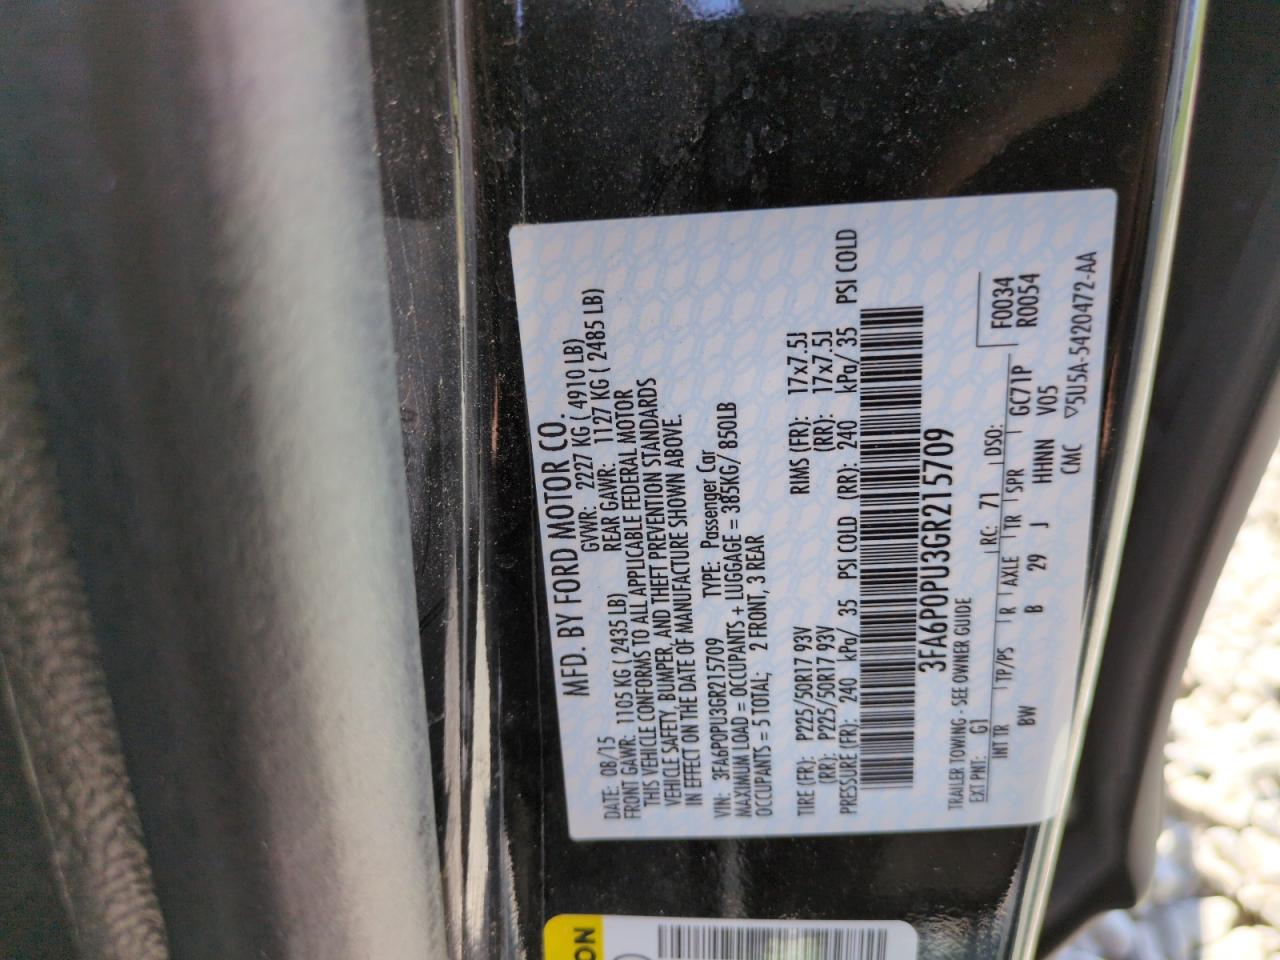 MFD. BY FORD MOTOR CO.
DATE: 08/15 GVWR: 2227 KG ( 4910 LB)
FRONT GAWR: 1105 KG ( 2435 LB) REAR GAWR: 1127 KG ( 2485 LB)
THIS VEHICLE CONFORMS TO ALL APPLICABLE FEDERAL MOTOR
VEHICLE SAFETY, BUMPER, AND THEFT PREVENTION STANDARDS
IN EFFECT ON THE DATE OF MANUFACTURE SHOWN ABOVE.
VIN: 3FA6P0PU3GR215709 TYPE: Passenger Car
MAXIMUM LOAD = OCCUPANTS + LUGGAGE = 385KG/ 850LB
OCCUPANTS = 5 TOTAL; 2 FRONT, 3 REAR
TIRE (FR): P225/50R17 93V RIMS (FR): 17x7.5J
(RR): P225/50R17 93V (RR): 17x7.5J
PRESSURE (FR): 240 kPa/ 35 PSI COLD (RR): 240 kPa/ 35 PSI COLD
3FA6P0PU3GR215709
TRAILER TOWING - SEE OWNER GUIDE
EXT PNT: G1 RC: 71 DSO: F0034
INT TR TP/PS R AXLE TR SPR GC71P R0054
BW B 29 J HHNN V05
CMC ▽5U5A-5420472-AA
ON